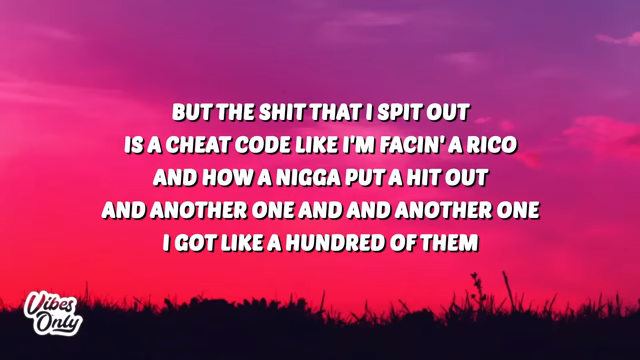 BUT THE SHIT THAT I SPIT OUT
IS A CHEAT CODE LIKE I'M FACIN' A RICO
AND HOW A NIGGA PUT A HIT OUT
AND ANOTHER ONE AND AND ANOTHER ONE
I GOT LIKE A HUNDRED OF THEM
Vibes
Only